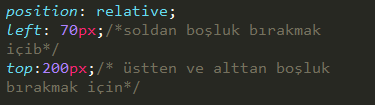 position: relative;
left: 70px;/*soldan boşluk bırakmak
içib*/
top:200px;/* üstten ve alttan boşluk
bırakmak için*/